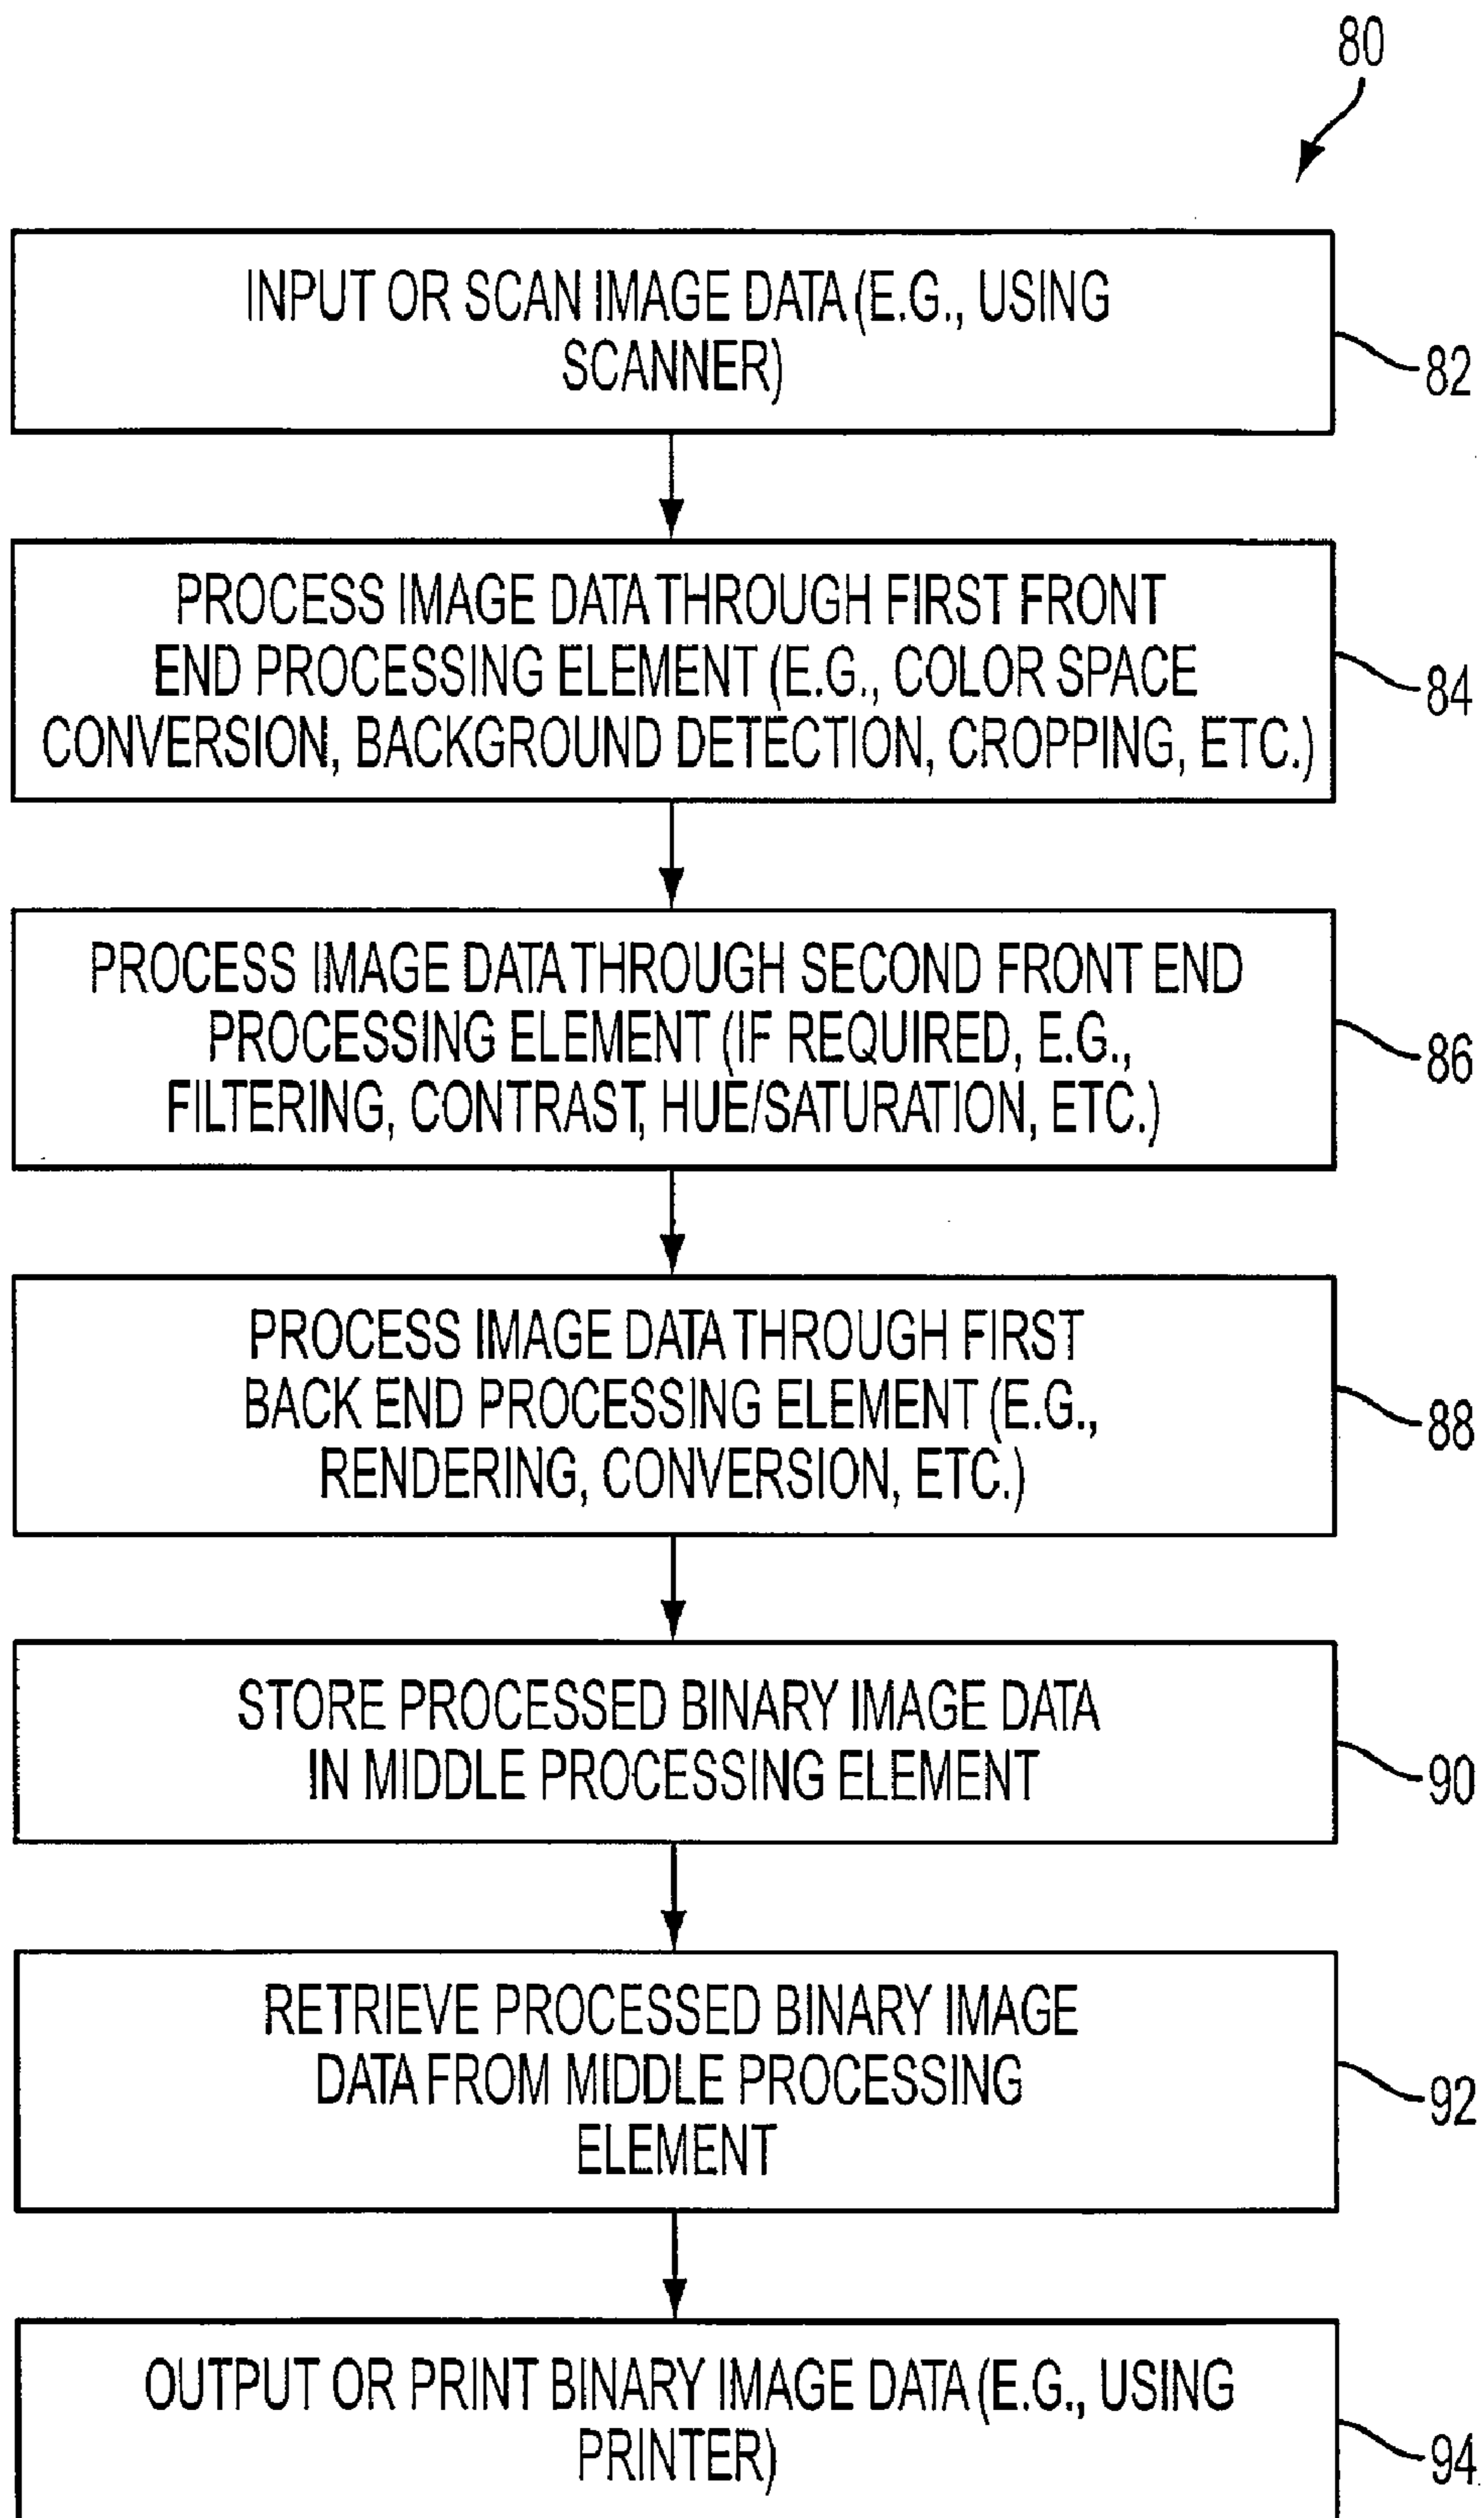 80
INPUT OR SCAN IMAGE DATA (E.G., USING
SCANNER)
82
PROCESS IMAGE DATA THROUGH FIRST FRONT
END PROCESSING ELEMENT (E.G., COLOR SPACE
CONVERSION, BACKGROUND DETECTION, CROPPING, ETC.)
84
PROCESS IMAGE DATA THROUGH SECOND FRONT END
PROCESSING ELEMENT (IF REQUIRED, E.G.,
FILTERING, CONTRAST, HUE/SATURATION, ETC.)
86
PROCESS IMAGE DATA THROUGH FIRST
BACK END PROCESSING ELEMENT (E.G.,
RENDERING, CONVERSION, ETC.)
88
STORE PROCESSED BINARY IMAGE DATA
IN MIDDLE PROCESSING ELEMENT
90
RETRIEVE PROCESSED BINARY IMAGE
DATA FROM MIDDLE PROCESSING
ELEMENT
92
OUTPUT OR PRINT BINARY IMAGE DATA (E.G., USING
PRINTER)
94